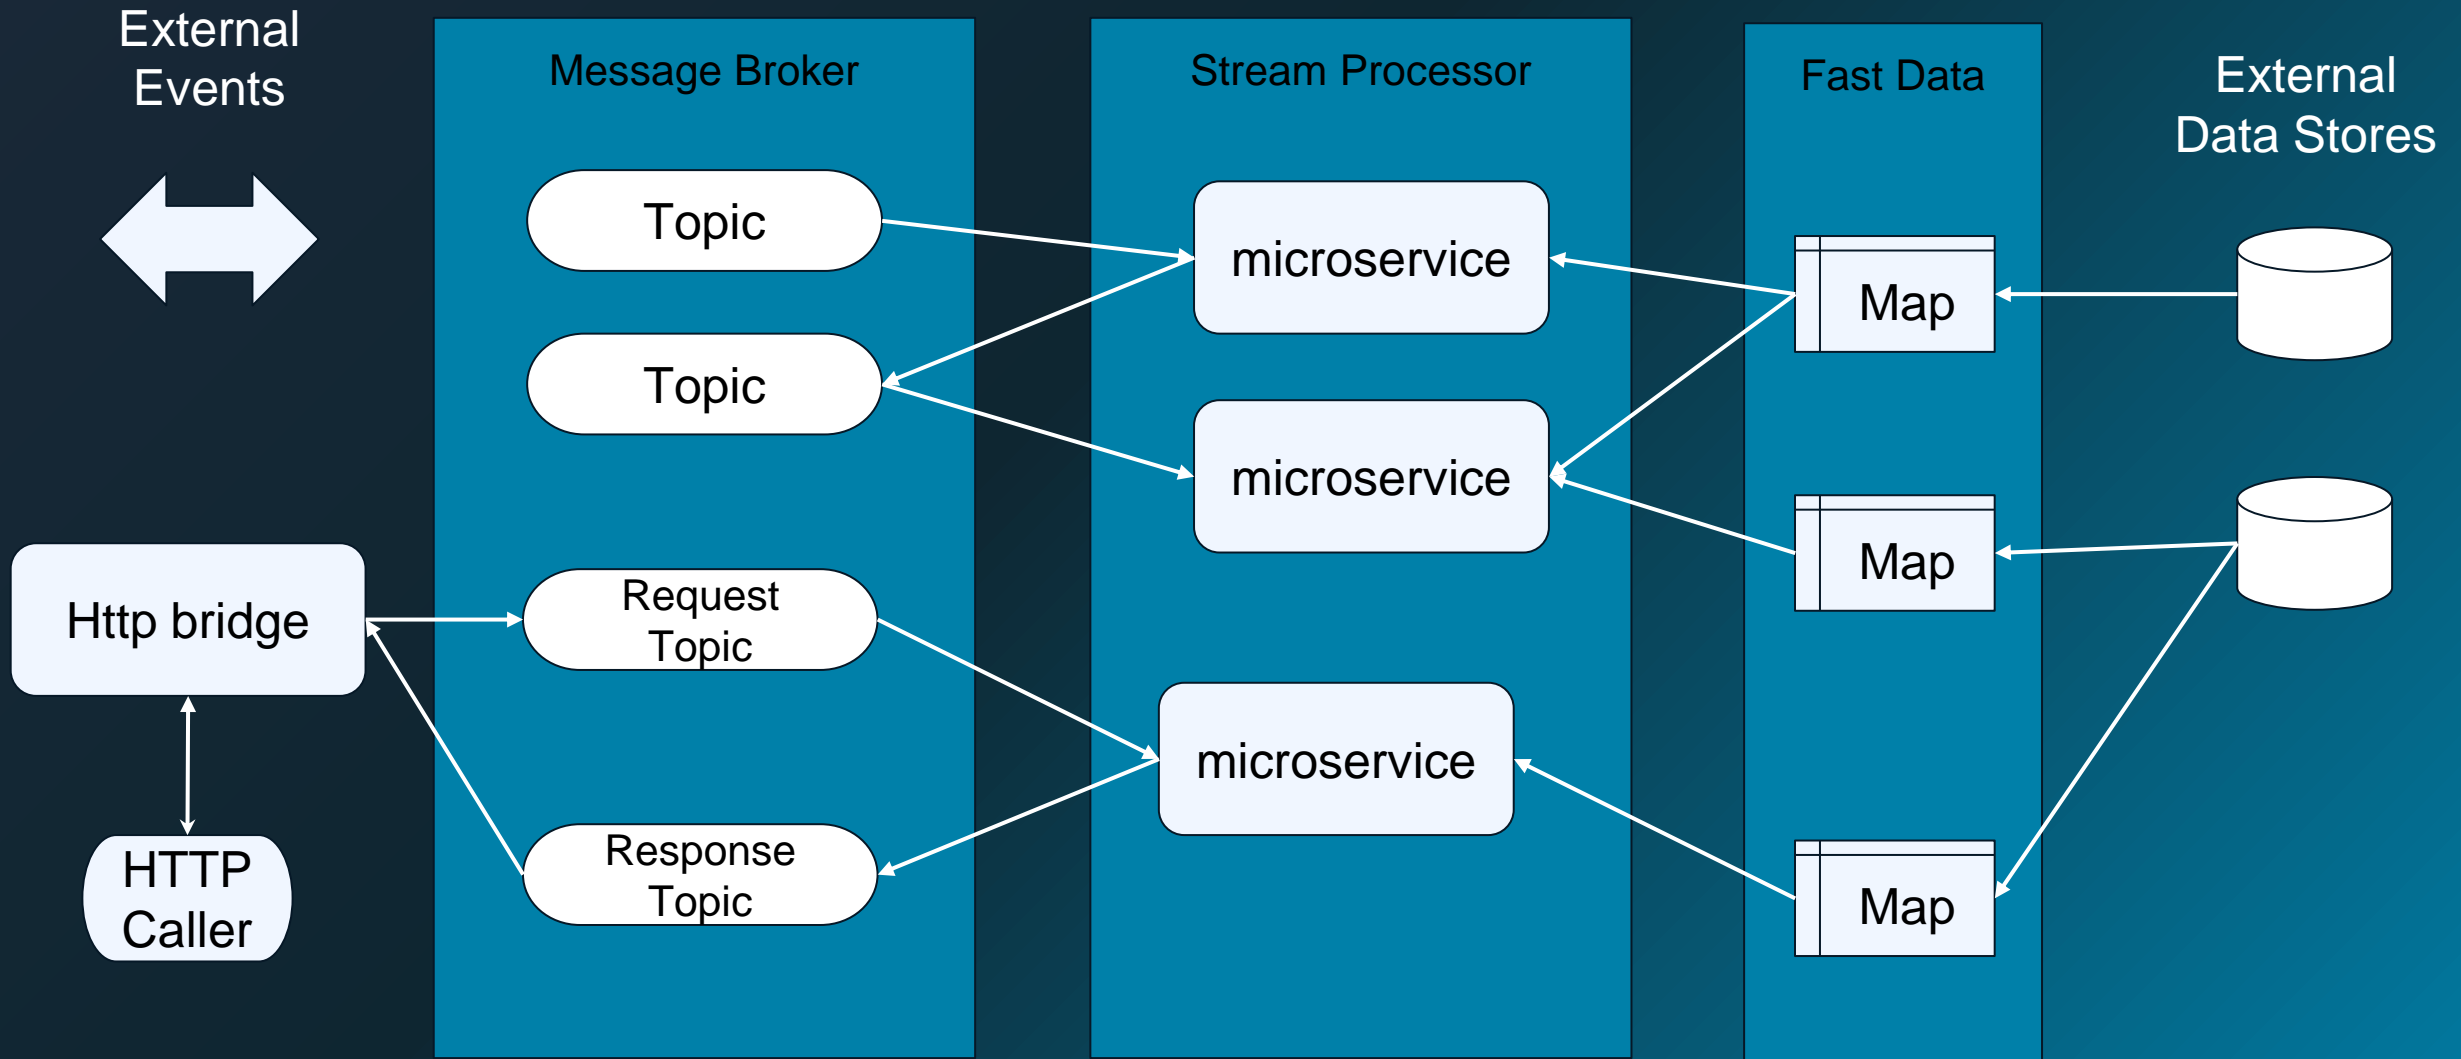 External
Events
Message Broker
Stream Processor
Fast Data
External
Data Stores
Topic
microservice
Map
Topic
microservice
Map
Http bridge
Request
Topic
microservice
HTTP
Caller
Response
Topic
Map